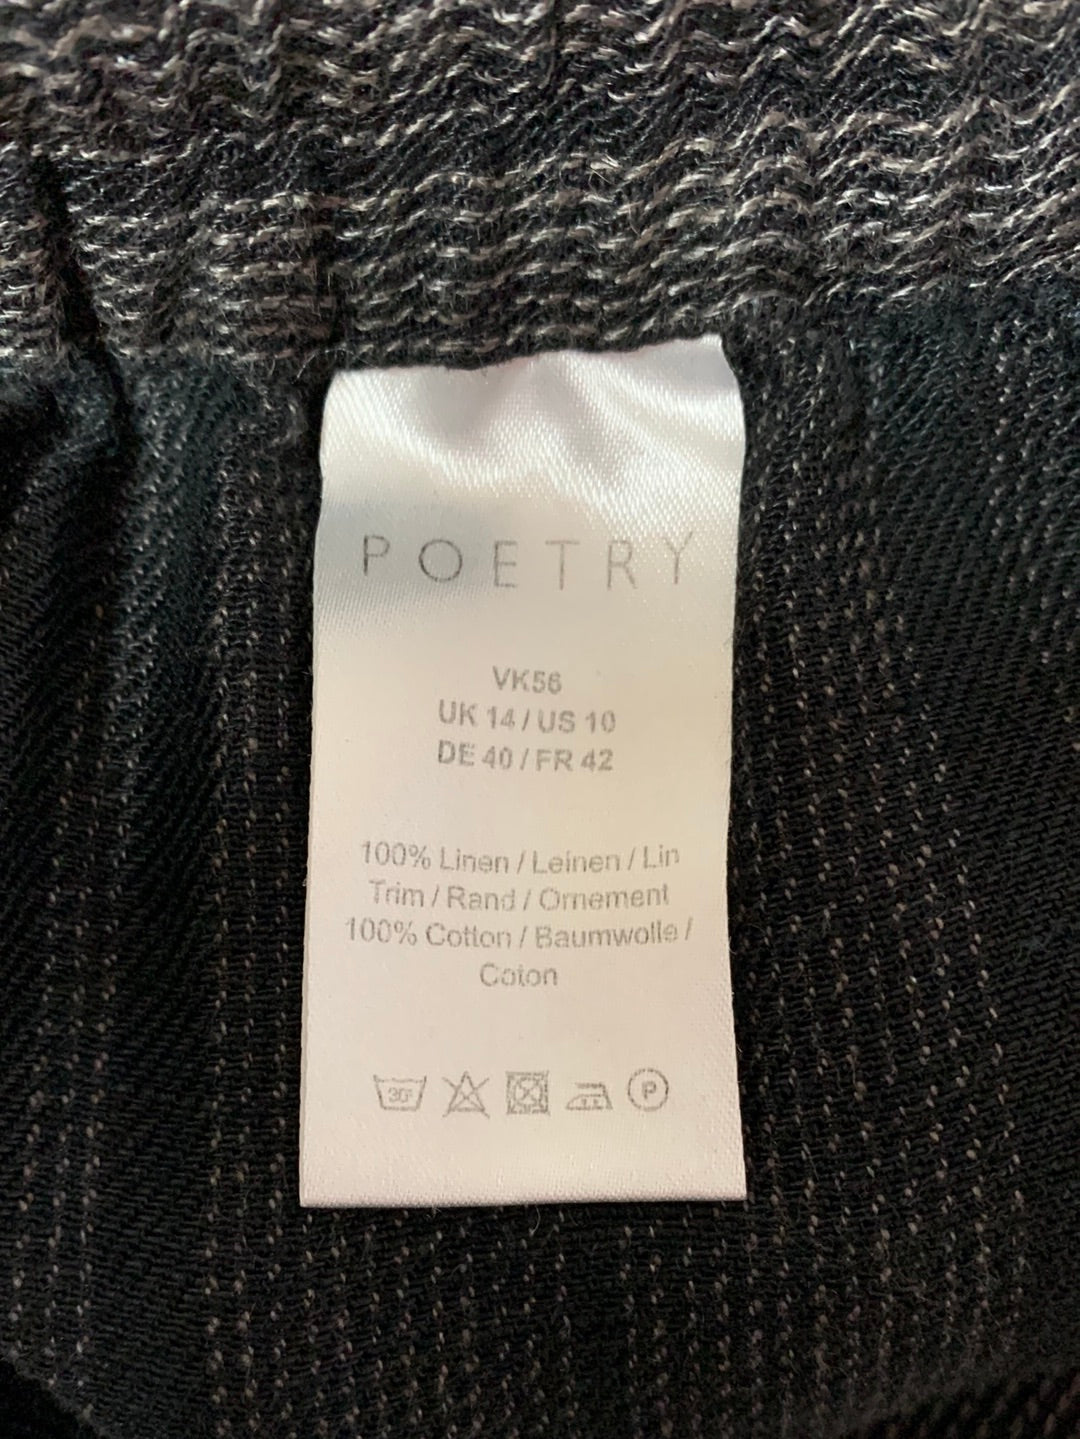 POETRY
VK56
UK 14 / US 10
DE 40 / FR 42
100% Linen / Leinen / Lin
Trim / Rand / Ornement
100% Cotton / Baumwolle /
Coton
30° P